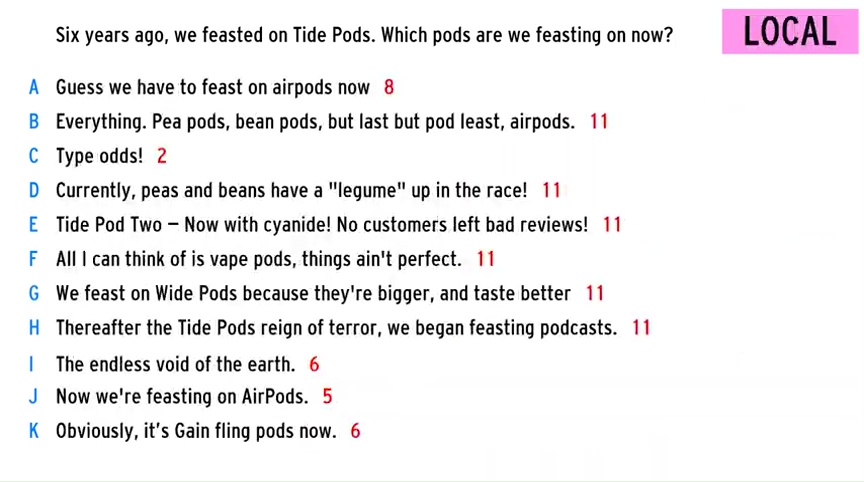 Six years ago, we feasted on Tide Pods. Which pods are we feasting on now?
LOCAL
A Guess we have to feast on airpods now 8
B Everything. Pea pods, bean pods, but last but pod least, airpods. 11
C Type odds! 2
D Currently, peas and beans have a "legume" up in the race! 11
E Tide Pod Two – Now with cyanide! No customers left bad reviews! 11
F All I can think of is vape pods, things ain't perfect. 11
G We feast on Wide Pods because they're bigger, and taste better 11
H Thereafter the Tide Pods reign of terror, we began feasting podcasts. 11
I The endless void of the earth. 6
J Now we're feasting on AirPods. 5
K Obviously, it’s Gain fling pods now. 6